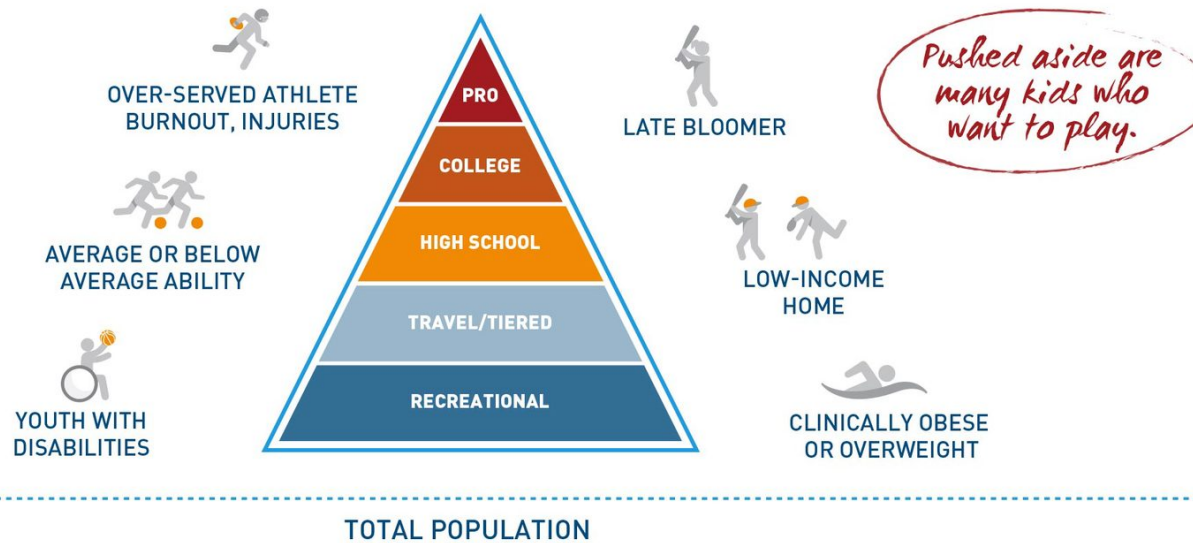 OVER-SERVED ATHLETE
BURNOUT, INJURIES
AVERAGE OR BELOW
AVERAGE ABILITY
YOUTH WITH
DISABILITIES
PRO
COLLEGE
HIGH SCHOOL
TRAVEL/TIERED
RECREATIONAL
LATE BLOOMER
LOW-INCOME
HOME
CLINICALLY OBESE
OR OVERWEIGHT
Pushed aside are
many kids who
want to play.
TOTAL POPULATION